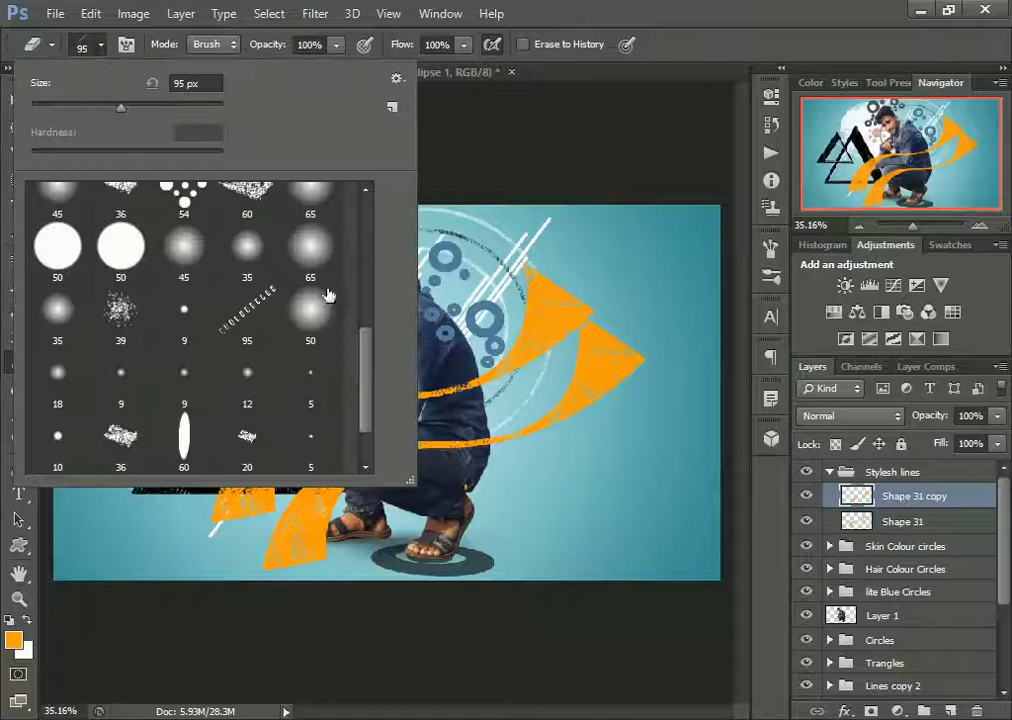 Ps File Edit Image Layer Type Select Filter 3D View Window Help
95 Mode: Brush Opacity: 100% Flow: 100% Erase to History
Size: 95 px
Hardness:
45 36 54 60 65
50 50 45 35 65
35 39 9 95 50
18 9 9 12 5
10 36 60 20 5
lipse 1, RGB/8) *
Color Styles Tool Prese Navigator
35.16%
Histogram Adjustments Swatches
Add an adjustment
Layers Channels Layer Comps
Kind
Normal Opacity: 100%
Lock: Fill: 100%
Stylesh lines
Shape 31 copy
Shape 31
Skin Colour circles
Hair Colour Circles
lite Blue Circles
Layer 1
Circles
Trangles
Lines copy 2
35.16% Doc: 5.93M/28.3M